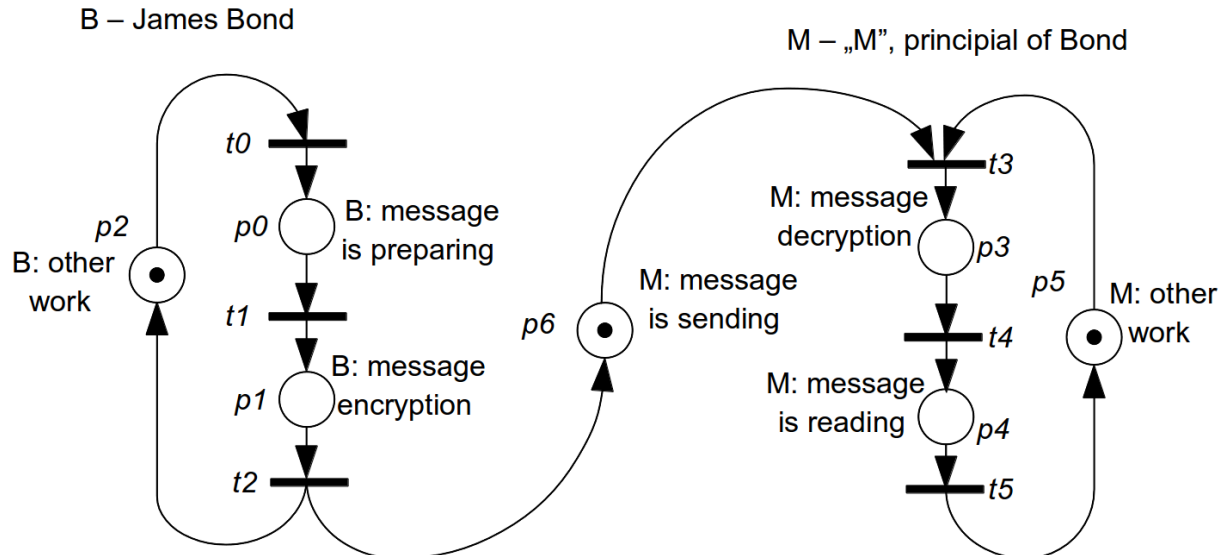 B – James Bond
M – „M”, principial of Bond
t0
p0
B: message
is preparing
p2
B: other
work
t1
p1
B: message
encryption
t2
p6
M: message
is sending
t3
M: message
decryption
p3
p5
M: other
work
t4
M: message
is reading
p4
t5